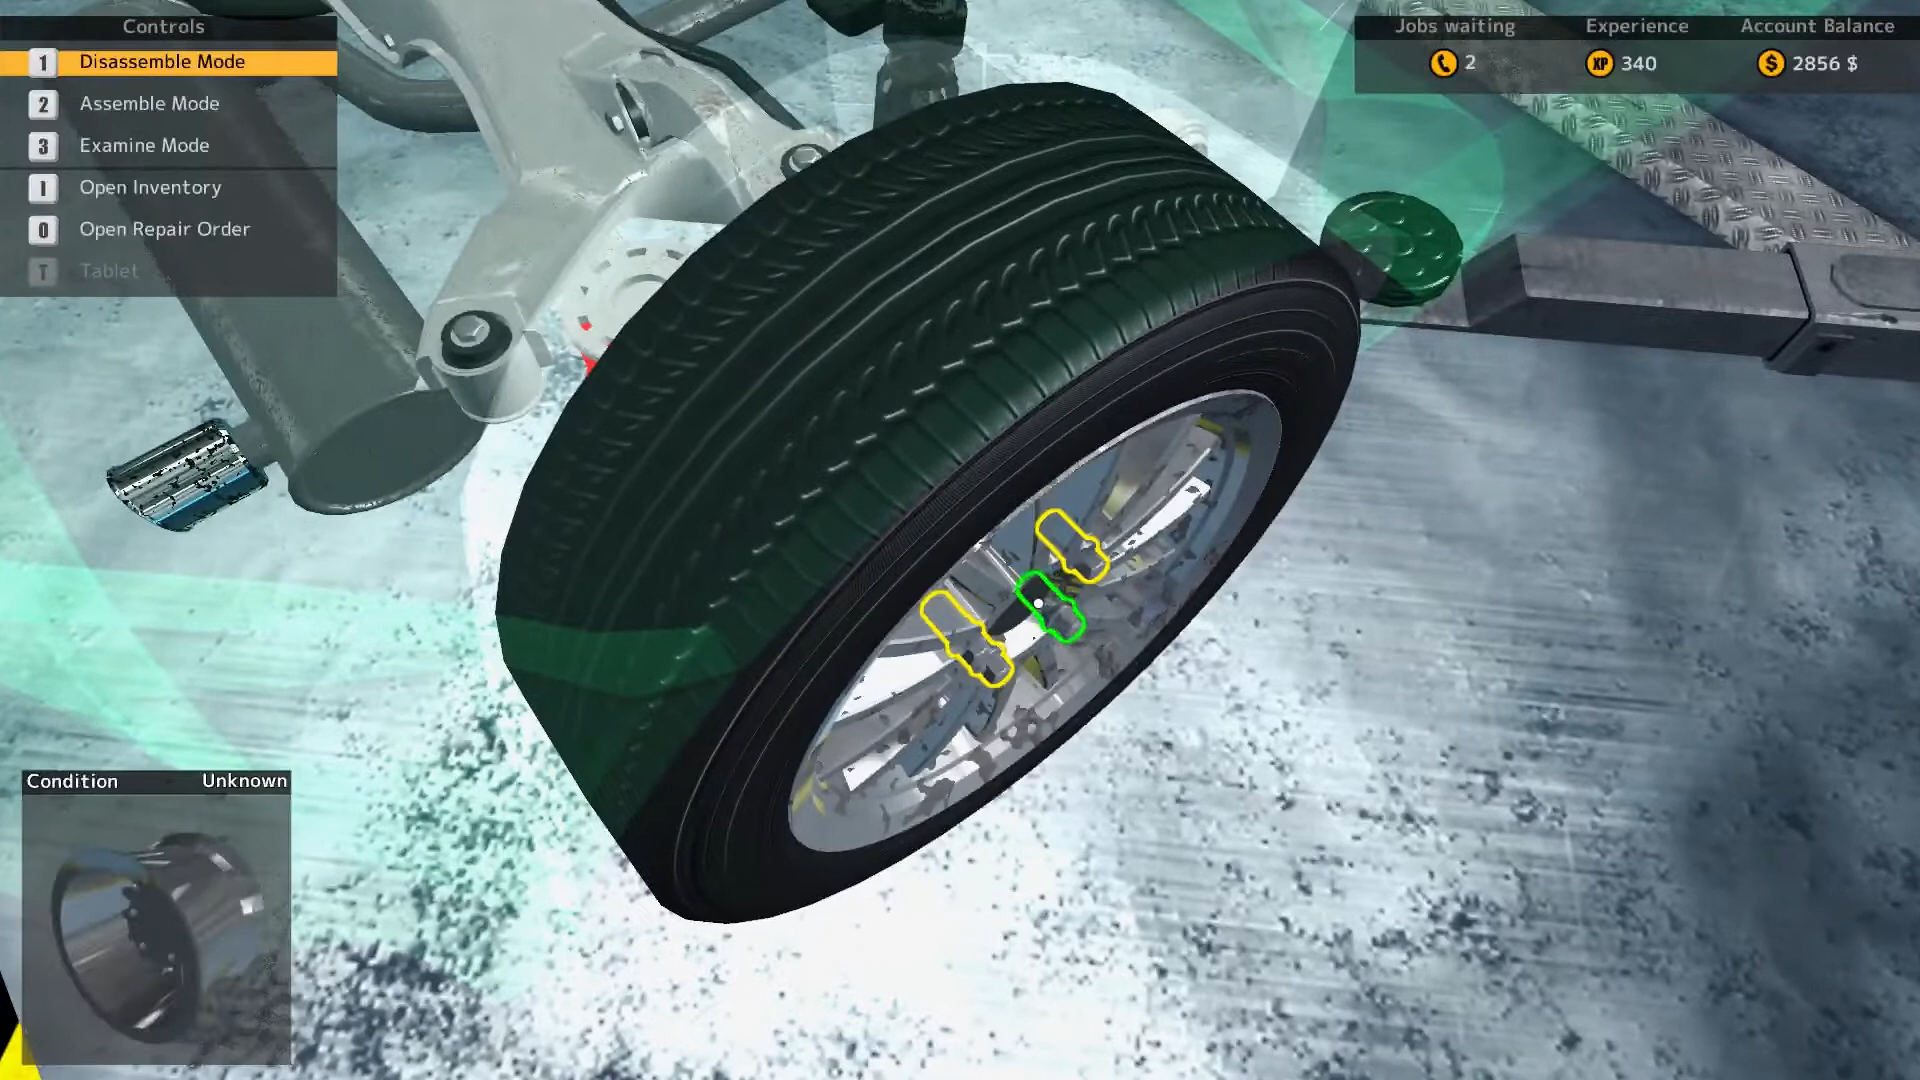 Controls
1 Disassemble Mode
2 Assemble Mode
3 Examine Mode
I Open Inventory
0 Open Repair Order
T Tablet
Jobs waiting Experience Account Balance
2 XP 340 $ 2856 $
Condition Unknown